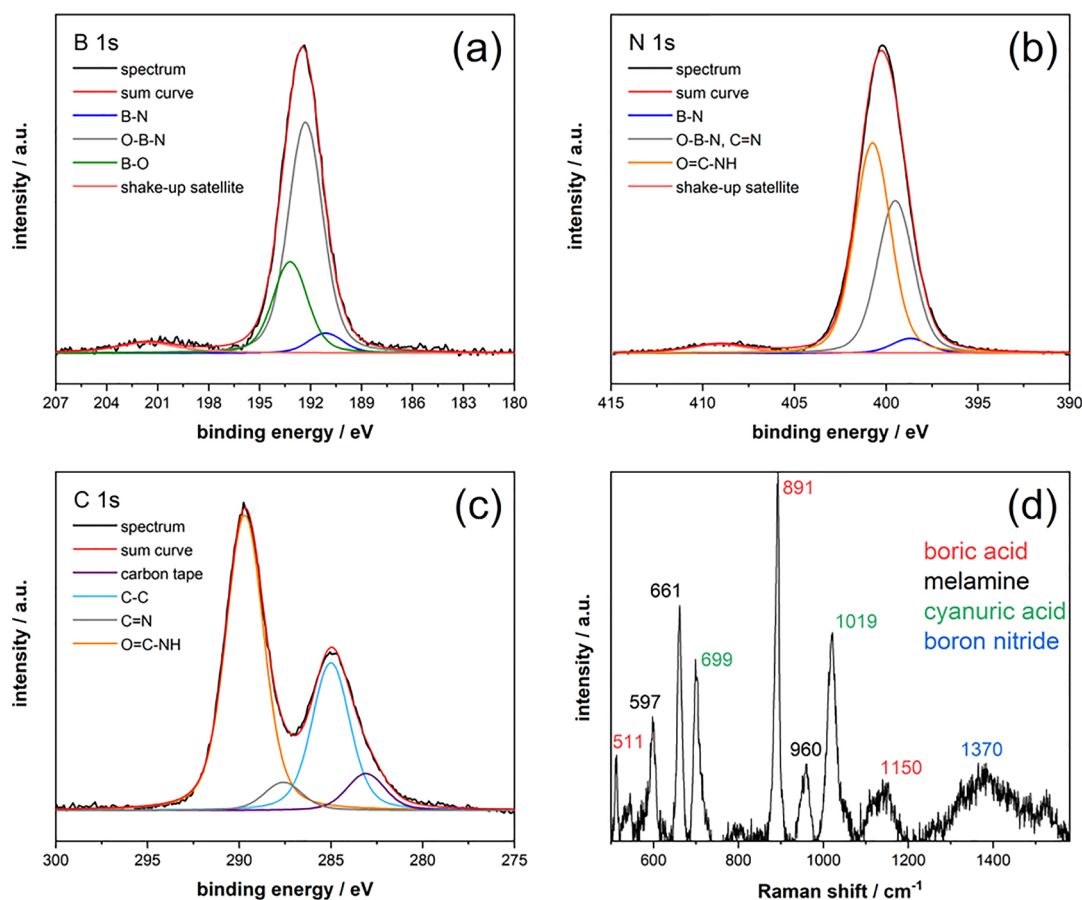 B 1s
(a)
spectrum
sum curve
B-N
O-B-N
B-O
shake-up satellite
intensity / a.u.
207 204 201 198 195 192 189 186 183 180
binding energy / eV
N 1s
(b)
spectrum
sum curve
B-N
O-B-N, C=N
O=C-NH
shake-up satellite
intensity / a.u.
415 410 405 400 395 390
binding energy / eV
C 1s
(c)
spectrum
sum curve
carbon tape
C-C
C=N
O=C-NH
intensity / a.u.
300 295 290 285 280 275
binding energy / eV
(d)
891
boric acid
melamine
cyanuric acid
boron nitride
661
1019
699
597
511
960
1150
1370
intensity / a.u.
600 800 1000 1200 1400
Raman shift / cm⁻¹